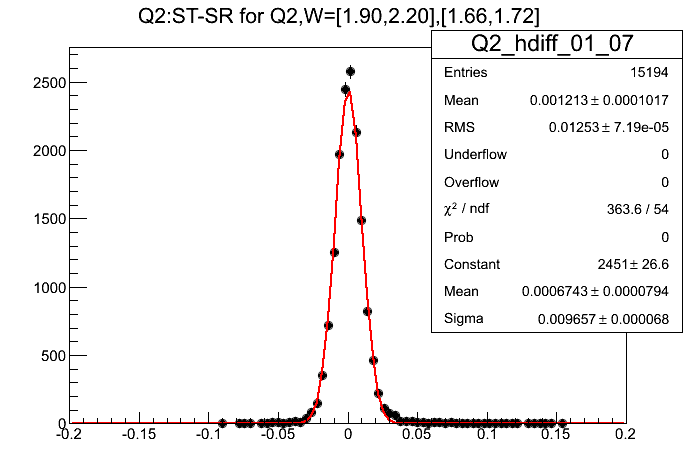 Q2:ST-SR for Q2,W=[1.90,2.20],[1.66,1.72]
Q2_hdiff_01_07
Entries 15194
Mean 0.001213 ± 0.0001017
RMS 0.01253 ± 7.19e-05
Underflow 0
Overflow 0
χ² / ndf 363.6 / 54
Prob 0
Constant 2451 ± 26.6
Mean 0.0006743 ± 0.0000794
Sigma 0.009657 ± 0.000068
2500
2000
1500
1000
500
0
-0.2 -0.15 -0.1 -0.05 0 0.05 0.1 0.15 0.2